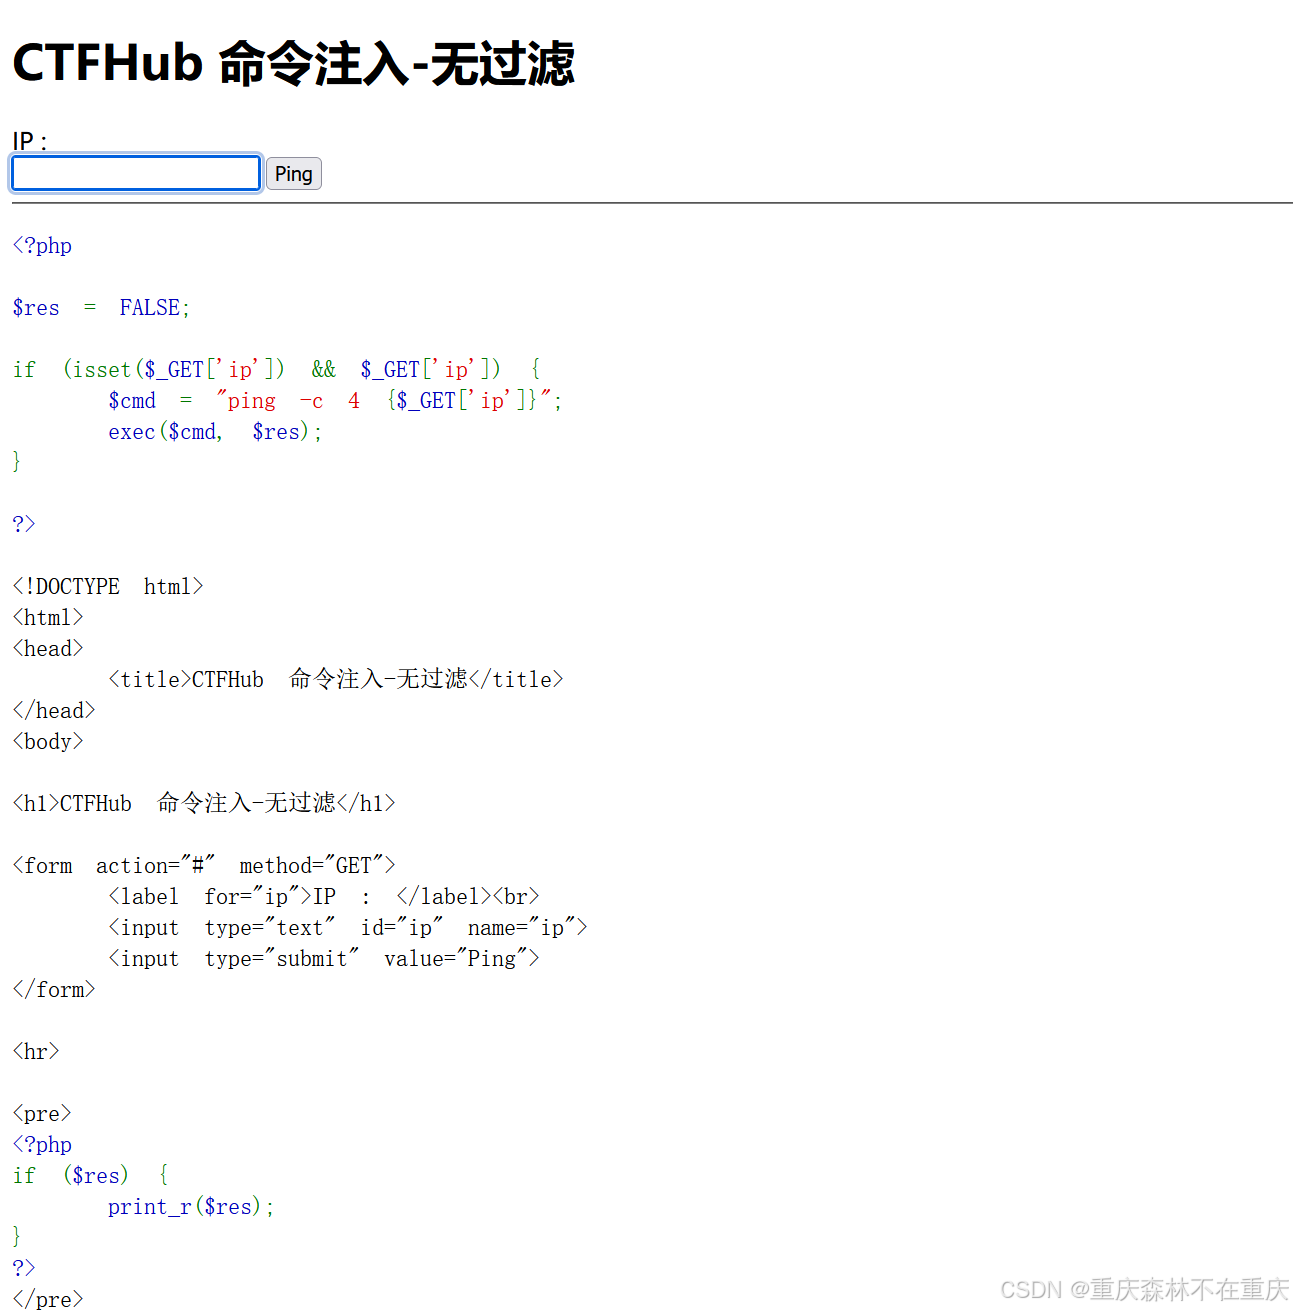 CTFHub 命令注入-无过滤
IP :
Ping
<?php
$res = FALSE;
if (isset($_GET['ip']) && $_GET['ip']) {
$cmd = "ping -c 4 {$_GET['ip']}";
exec($cmd, $res);
}
?>
<!DOCTYPE html>
<html>
<head>
<title>CTFHub 命令注入-无过滤</title>
</head>
<body>
<h1>CTFHub 命令注入-无过滤</h1>
<form action="#" method="GET">
<label for="ip">IP : </label><br>
<input type="text" id="ip" name="ip">
<input type="submit" value="Ping">
</form>
<hr>
<pre>
<?php
if ($res) {
print_r($res);
}
?>
</pre>
CSDN @重庆森林不在重庆